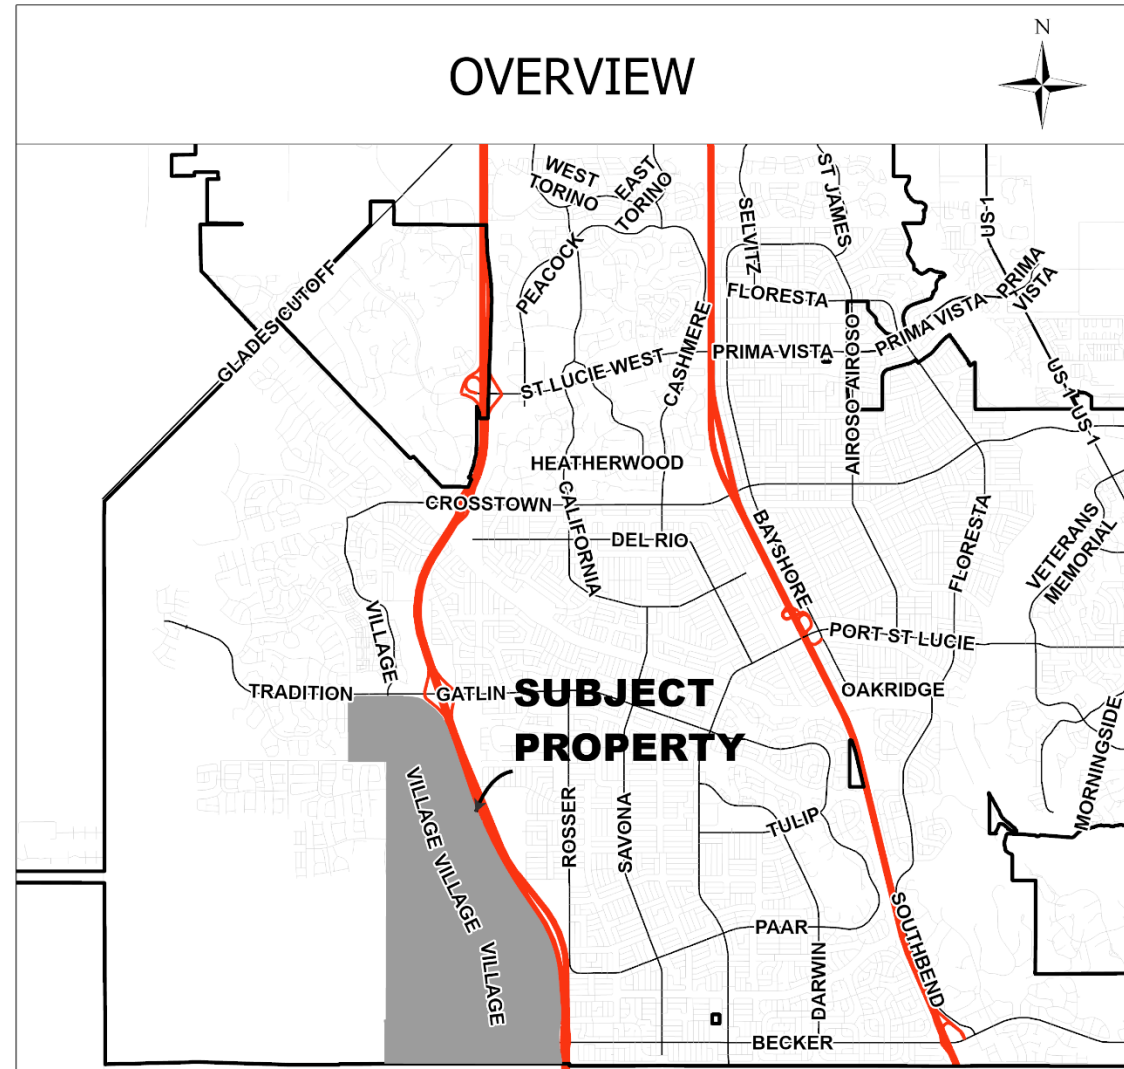 N
OVERVIEW
WEST
TORINO
EAST
TORINO
ST JAMES
SELVITZ
US-1
PEACOCK
PRIMA
VISTA
FLORESTA
GLADES CUTOFF
CASHMERE
PRIMA VISTA
PRIMA VISTA
AIROSO
AIROSO
ST LUCIE WEST
US-1
US-1
HEATHERWOOD
CROSSTOWN
CALIFORNIA
BAYSHORE
FLORESTA
VETERANS
MEMORIAL
DEL RIO
VILLAGE
PORT ST LUCIE
TRADITION
GATLIN
OAKRIDGE
SUBJECT
PROPERTY
MORNINGSIDE
VILLAGE
VILLAGE
VILLAGE
ROSSER
SAVONA
TULIP
PAAR
SOUTHBEND
DARWIN
BECKER